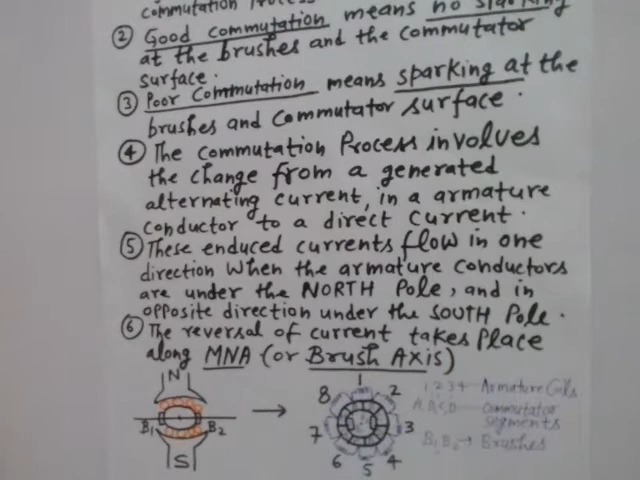 commutation Process
② Good commutation means no sparking
at the brushes and the commutator
surface.
③ Poor Commutation means sparking at the
brushes and Commutator surface.
④ The Commutation Process involves
the change from a generated
alternating current, in a armature
conductor to a direct current.
⑤ These enduced currents flow in one
direction when the armature conductors
are under the NORTH Pole, and in
opposite direction under the SOUTH Pole.
⑥ The reversal of current takes Place
along MNA (or Brush Axis)
N
B1 B2
S
1
8 2
7 3
6 4
5
1 2 3 4 Armature Coils
A, B, C, D Commutator
segments
B1 B2 → Brushes